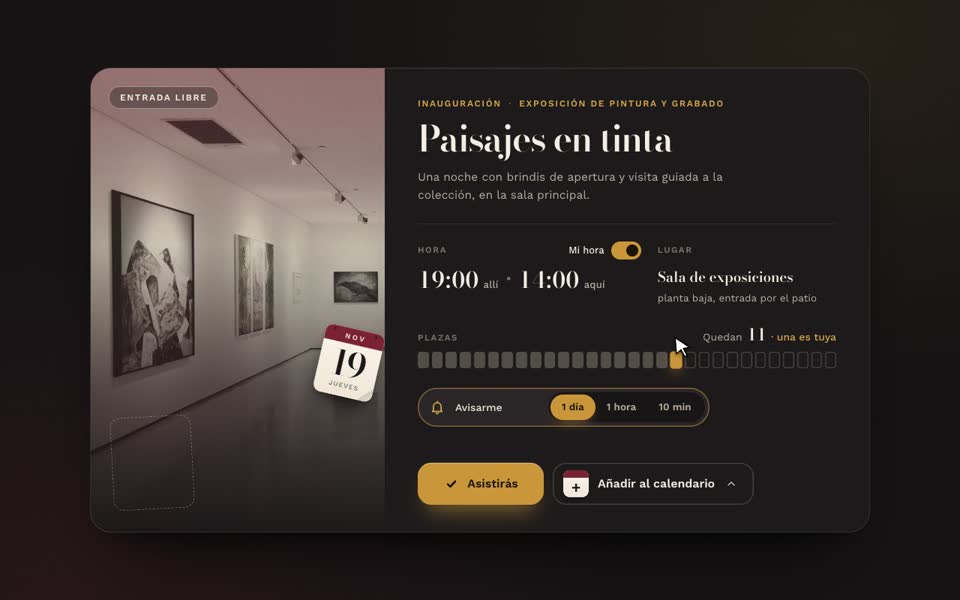 ENTRADA LIBRE
INAUGURACIÓN · EXPOSICIÓN DE PINTURA Y GRABADO
Paisajes en tinta
Una noche con brindis de apertura y visita guiada a la
colección, en la sala principal.
HORA
Mi hora
19:00 allí · 14:00 aquí
LUGAR
Sala de exposiciones
planta baja, entrada por el patio
NOV
19
JUEVES
PLAZAS
Quedan 11 · una es tuya
Avisarme
1 día
1 hora
10 min
Asistirás
Añadir al calendario